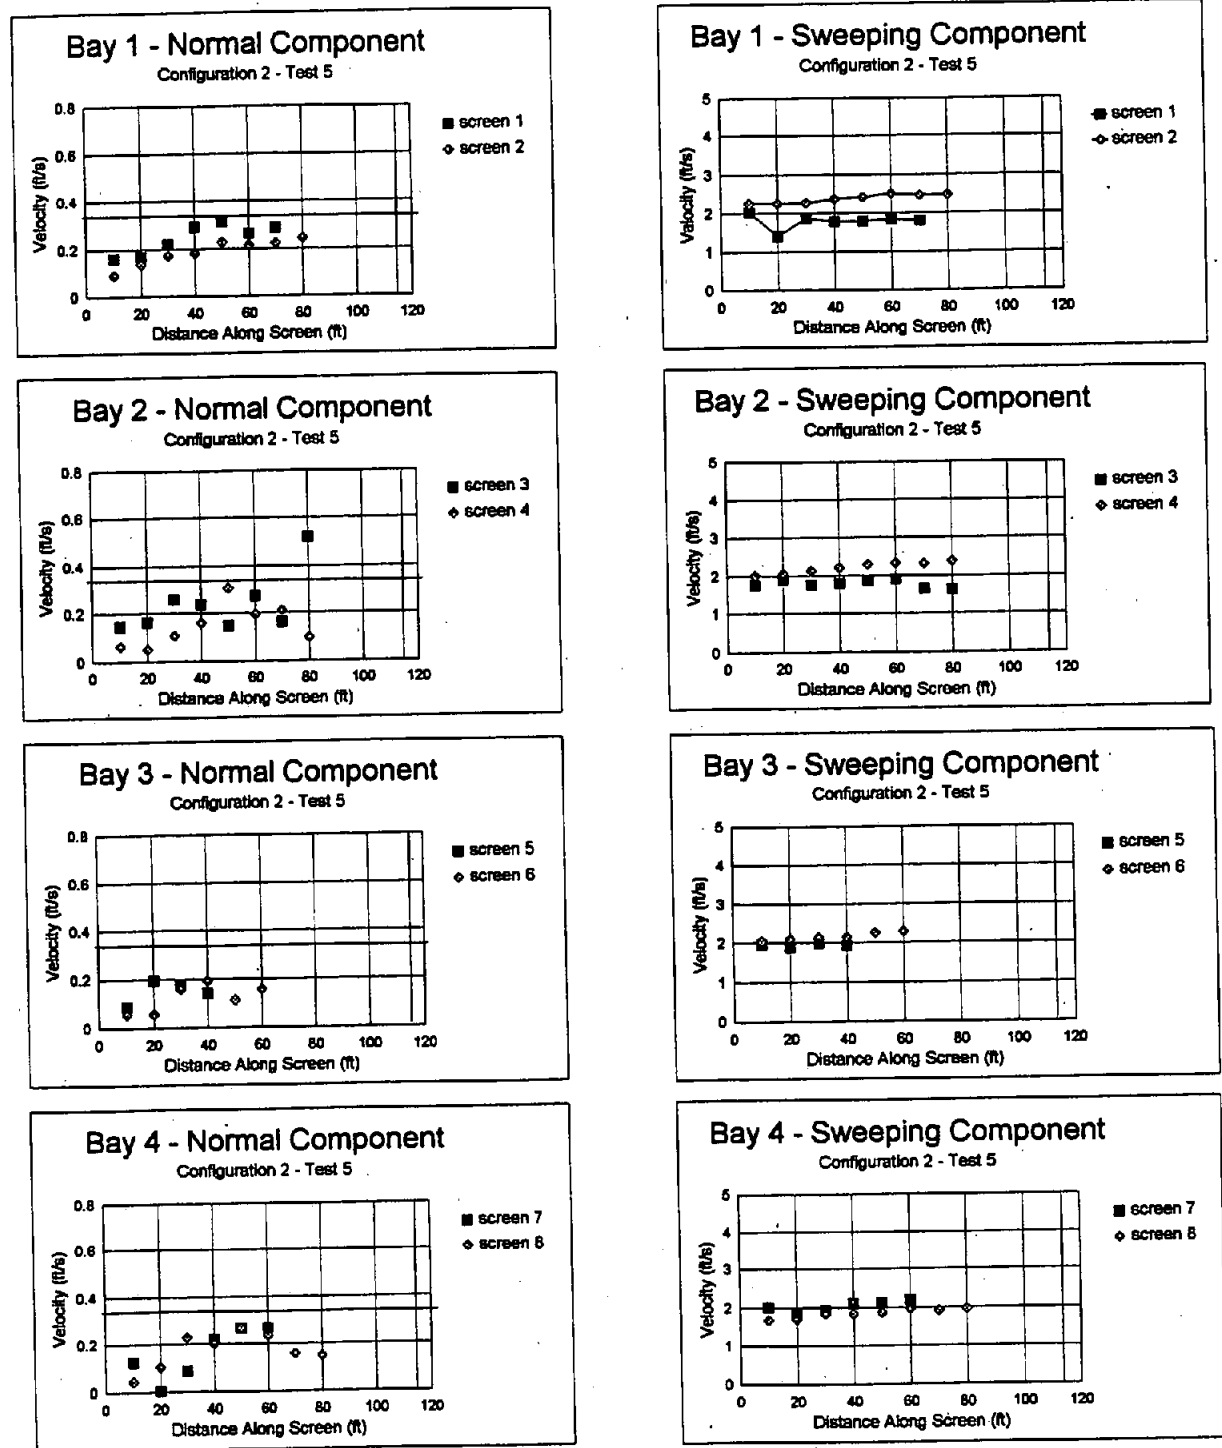 Bay 1 - Normal Component
Configuration 2 - Test 5
0.8
0.6
0.4
0.2
0
Velocity (ft/s)
0 20 40 60 80 100 120
Distance Along Screen (ft)
screen 1
screen 2
Bay 1 - Sweeping Component
Configuration 2 - Test 5
5
4
3
2
1
0
Velocity (ft/s)
0 20 40 60 80 100 120
Distance Along Screen (ft)
screen 1
screen 2
Bay 2 - Normal Component
Configuration 2 - Test 5
0.8
0.6
0.4
0.2
0
Velocity (ft/s)
0 20 40 60 80 100 120
Distance Along Screen (ft)
screen 3
screen 4
Bay 2 - Sweeping Component
Configuration 2 - Test 5
5
4
3
2
1
0
Velocity (ft/s)
0 20 40 60 80 100 120
Distance Along Screen (ft)
screen 3
screen 4
Bay 3 - Normal Component
Configuration 2 - Test 5
0.8
0.6
0.4
0.2
0
Velocity (ft/s)
0 20 40 60 80 100 120
Distance Along Screen (ft)
screen 5
screen 6
Bay 3 - Sweeping Component
Configuration 2 - Test 5
5
4
3
2
1
0
Velocity (ft/s)
0 20 40 60 80 100 120
Distance Along Screen (ft)
screen 5
screen 6
Bay 4 - Normal Component
Configuration 2 - Test 5
0.8
0.6
0.4
0.2
0
Velocity (ft/s)
0 20 40 60 80 100 120
Distance Along Screen (ft)
screen 7
screen 8
Bay 4 - Sweeping Component
Configuration 2 - Test 5
5
4
3
2
1
0
Velocity (ft/s)
0 20 40 60 80 100 120
Distance Along Screen (ft)
screen 7
screen 8